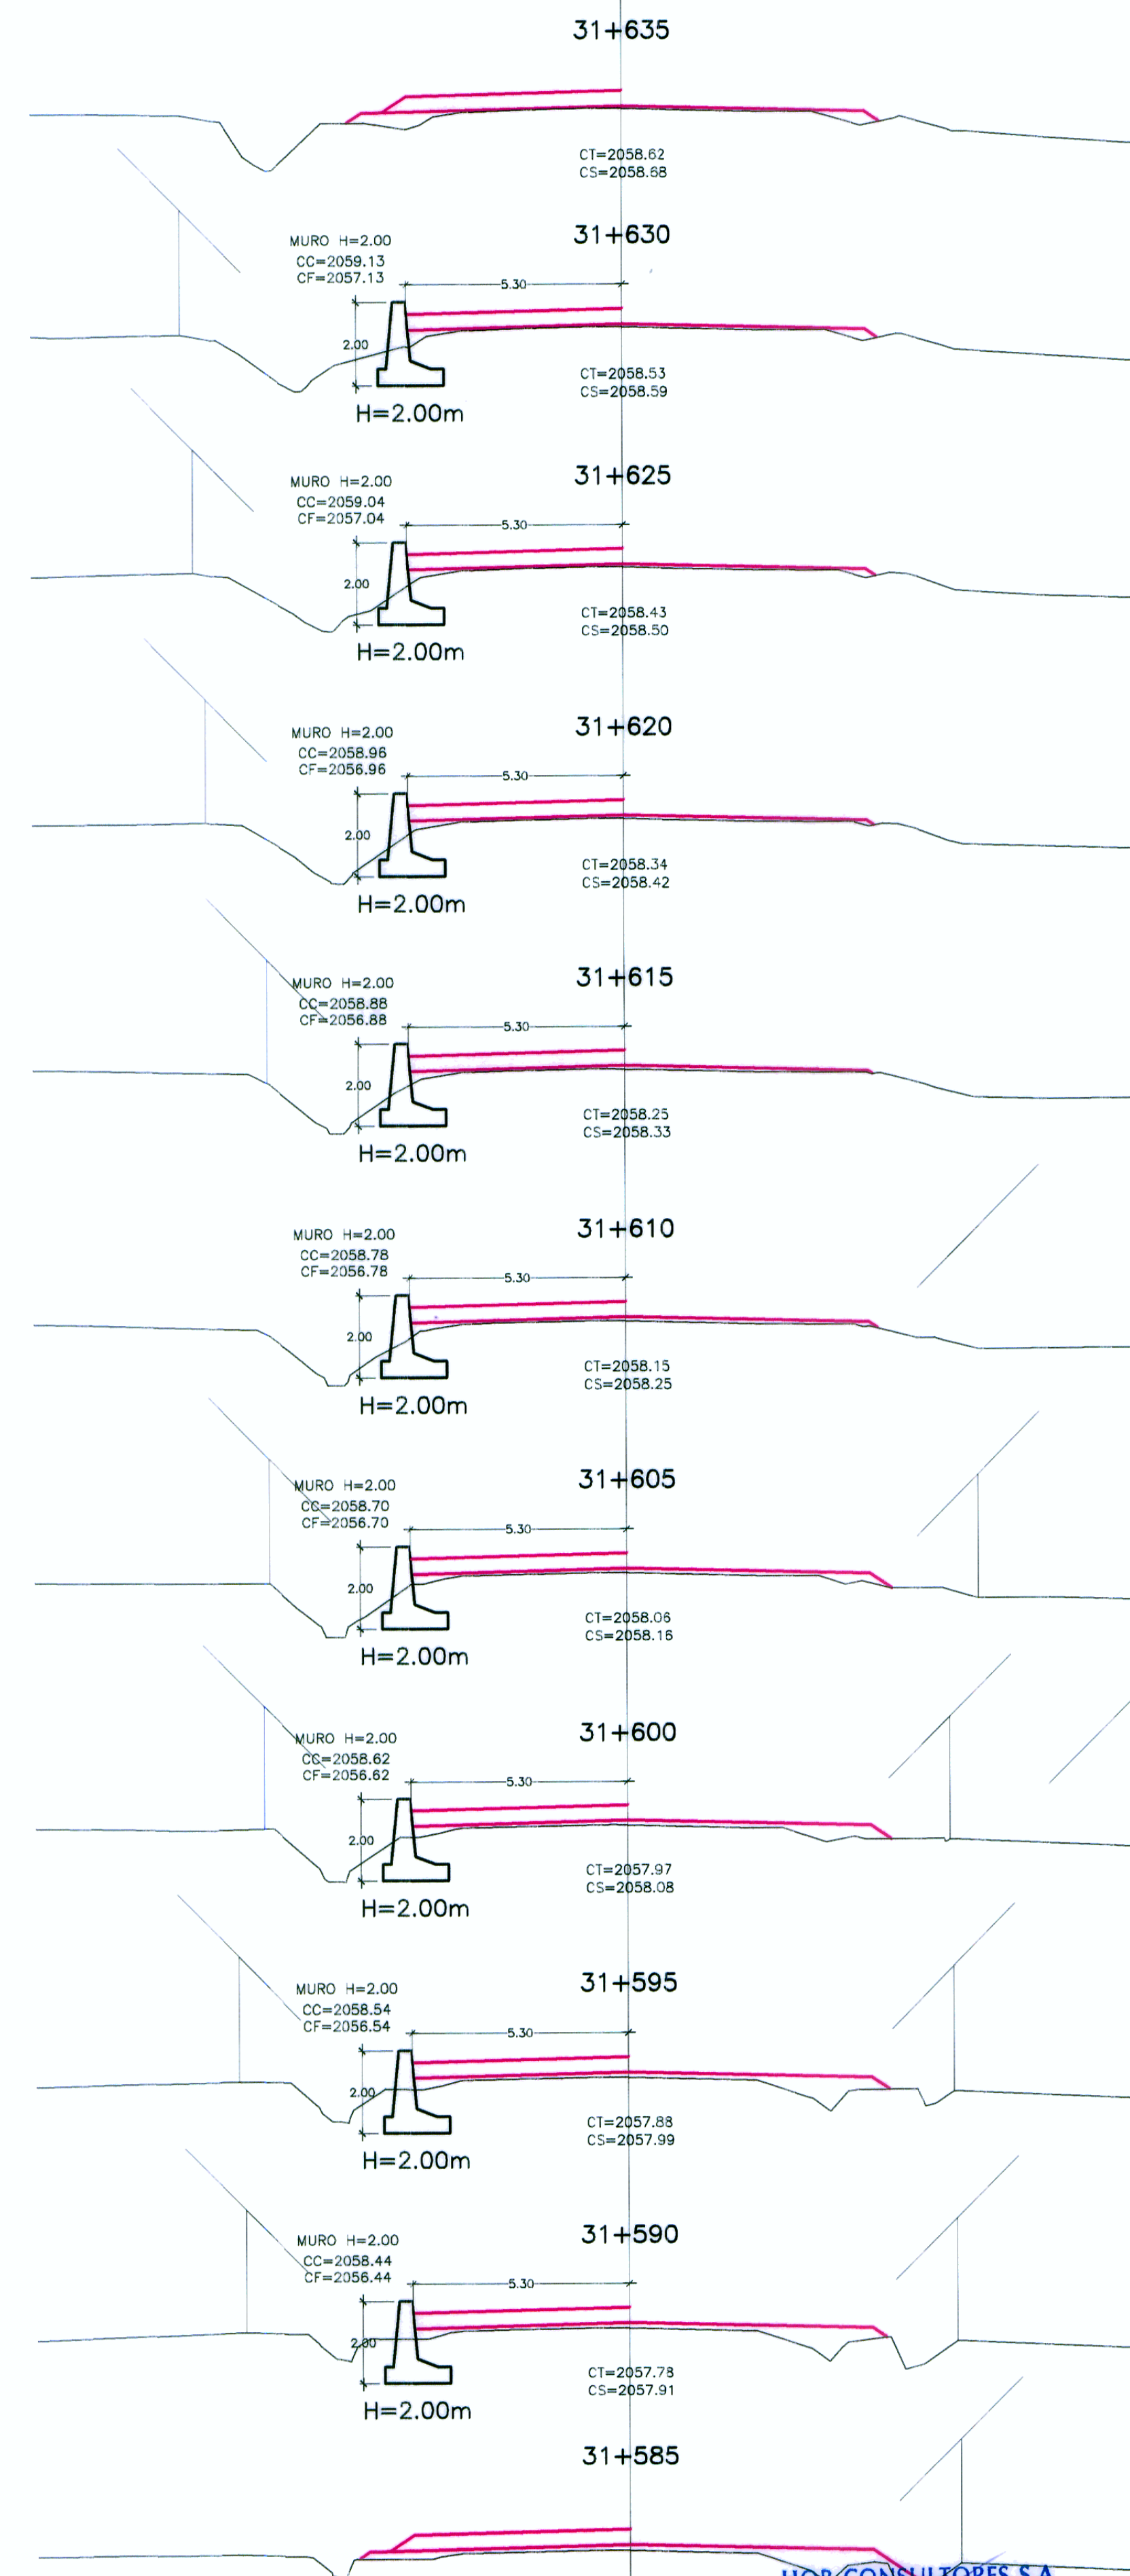 31+635
CT=2058.62
CS=2058.68
31+630
MURO H=2.00
CC=2059.13
CF=2057.13
5.30
2.00
CT=2058.53
CS=2058.59
H=2.00m
31+625
MURO H=2.00
CC=2059.04
CF=2057.04
5.30
2.00
CT=2058.43
CS=2058.50
H=2.00m
31+620
MURO H=2.00
CC=2058.96
CF=2056.96
5.30
2.00
CT=2058.34
CS=2058.42
H=2.00m
31+615
MURO H=2.00
CC=2058.88
CF=2056.88
5.30
2.00
CT=2058.25
CS=2058.33
H=2.00m
31+610
MURO H=2.00
CC=2058.78
CF=2056.78
5.30
2.00
CT=2058.15
CS=2058.25
H=2.00m
31+605
MURO H=2.00
CC=2058.70
CF=2056.70
5.30
2.00
CT=2058.06
CS=2058.16
H=2.00m
31+600
MURO H=2.00
CC=2058.62
CF=2056.62
5.30
2.00
CT=2057.97
CS=2058.08
H=2.00m
31+595
MURO H=2.00
CC=2058.54
CF=2056.54
5.30
2.00
CT=2057.88
CS=2057.99
H=2.00m
31+590
MURO H=2.00
CC=2058.44
CF=2056.44
5.30
2.00
CT=2057.78
CS=2057.91
H=2.00m
31+585
CONSULTORES S.A.